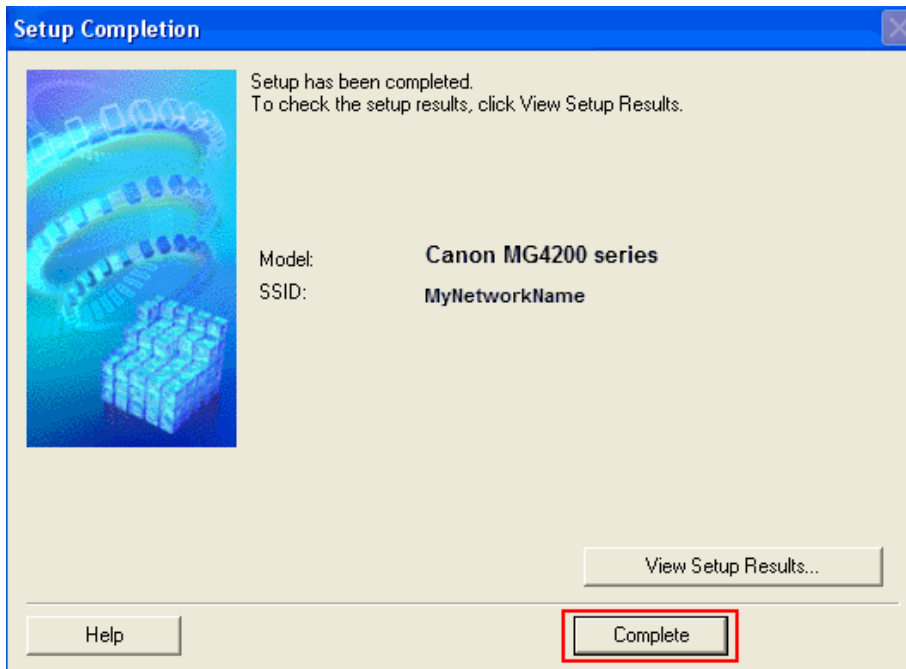 Setup Completion
Setup has been completed.
To check the setup results, click View Setup Results.
Model: Canon MG4200 series
SSID: MyNetworkName
View Setup Results...
Help Complete